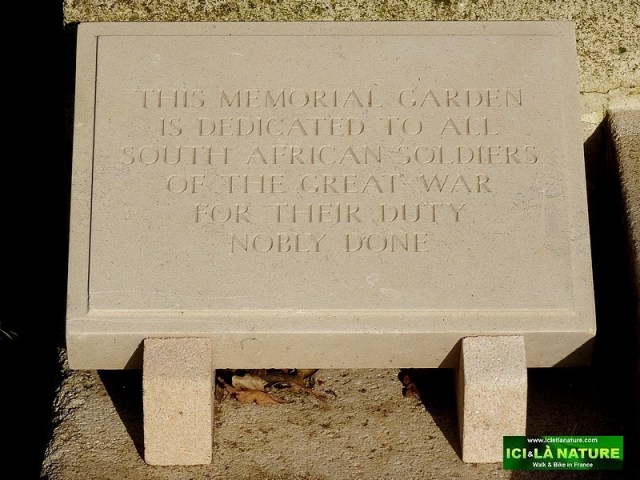 THIS MEMORIAL GARDEN
IS DEDICATED TO ALL
SOUTH AFRICAN SOLDIERS
OF THE GREAT WAR
FOR THEIR DUTY
NOBLY DONE
www.icietlanature.com
ICI&LÀ NATURE
Walk & Bike in France